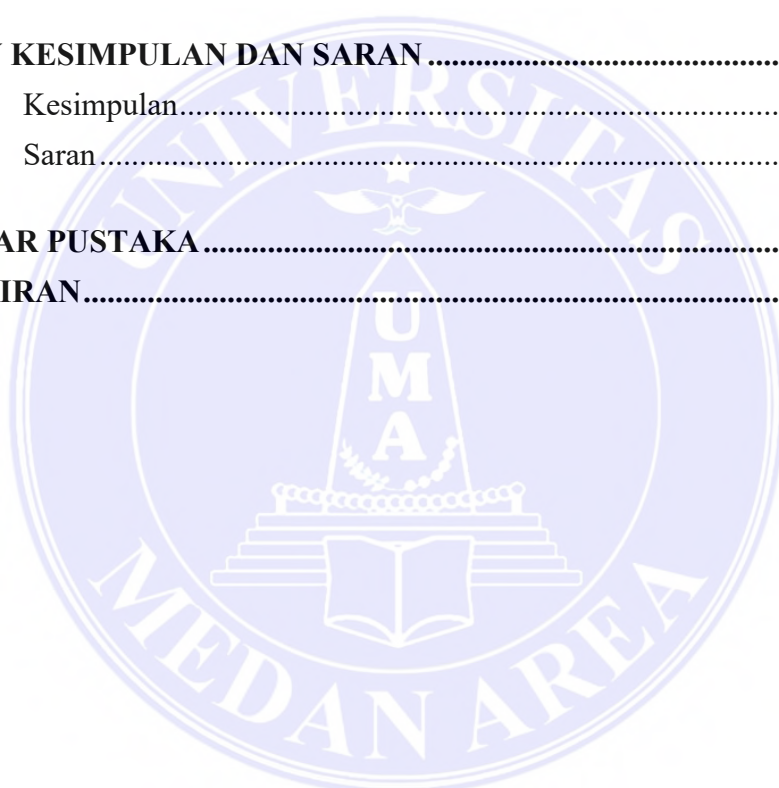 KESIMPULAN DAN SARAN ............................................
Kesimpulan............................................................................
Saran......................................................................................
AR PUSTAKA.........................................................................
IRAN........................................................................................
UNIVERSITAS
U
M
A
MEDAN AREA